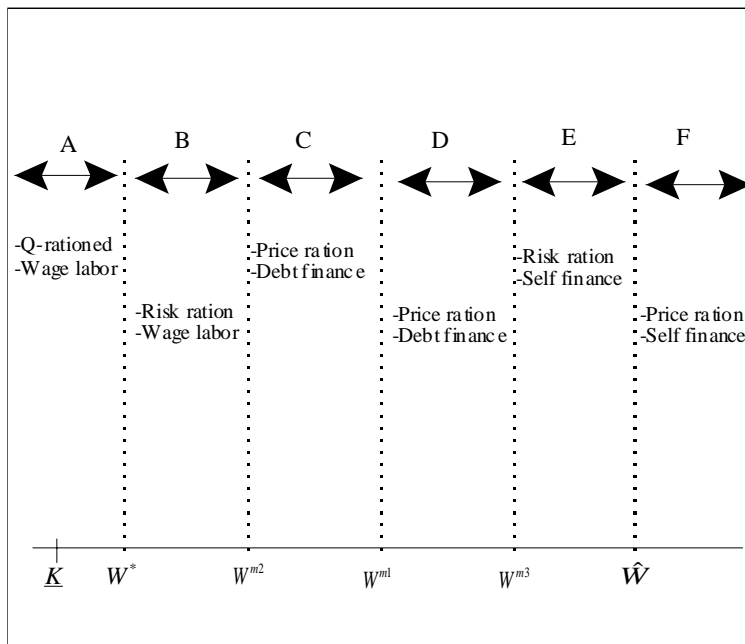 A
B
C
D
E
F
-Q-rationed
-Wage labor
-Risk ration
-Wage labor
-Price ration
-Debt finance
-Price ration
-Debt finance
-Risk ration
-Self finance
-Price ration
-Self finance
K
W*
W^{m2}
W^{m1}
W^{m3}
Ŵ